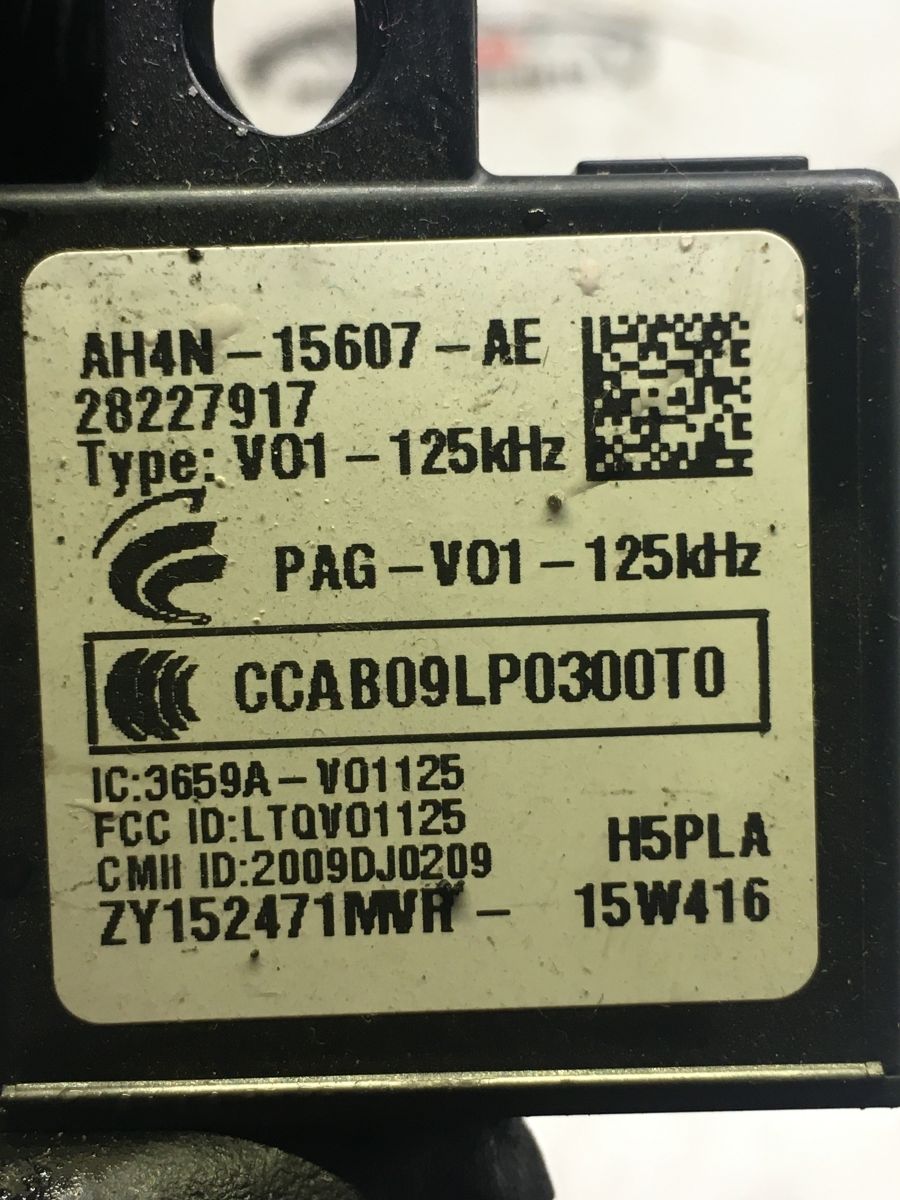 AH4N-15607-AE
28227917
Type: V01-125kHz
PAG-V01-125kHz
CCAB09LP0300T0
IC:3659A-V01125
FCC ID:LTQV01125
CMII ID:2009DJ0209
H5PLA
ZY152471MVR - 15W416